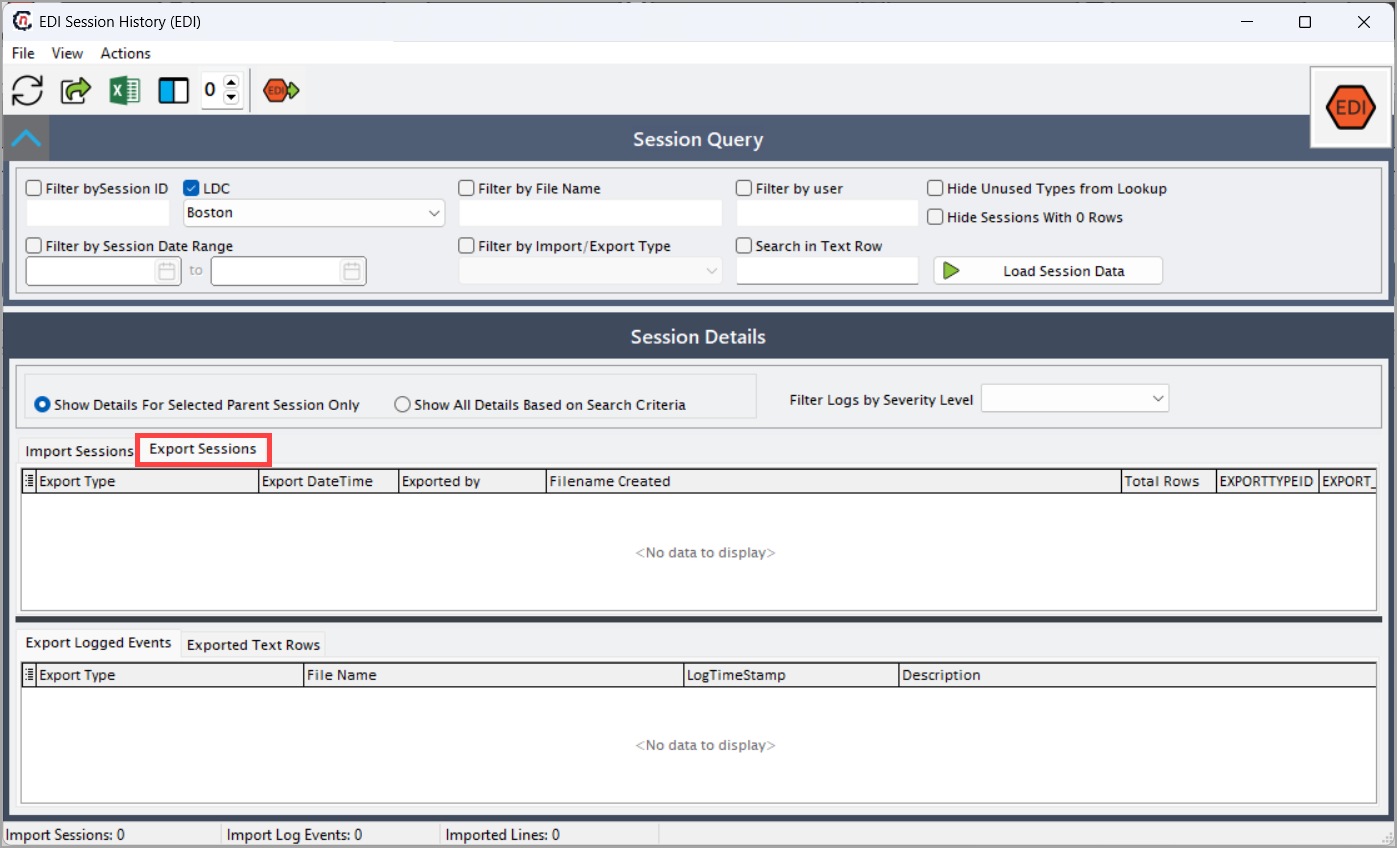 EDI Session History (EDI)
File View Actions
0 EDI
EDI
Session Query
Filter bySession ID LDC Filter by File Name Filter by user Hide Unused Types from Lookup
Boston Hide Sessions With 0 Rows
Filter by Session Date Range Filter by Import/Export Type Search in Text Row
to Load Session Data
Session Details
Show Details For Selected Parent Session Only Show All Details Based on Search Criteria Filter Logs by Severity Level
Import Sessions Export Sessions
Export Type Export DateTime Exported by Filename Created Total Rows EXPORTTYPEID EXPORT_
<No data to display>
Export Logged Events Exported Text Rows
Export Type File Name LogTimeStamp Description
<No data to display>
Import Sessions: 0 Import Log Events: 0 Imported Lines: 0